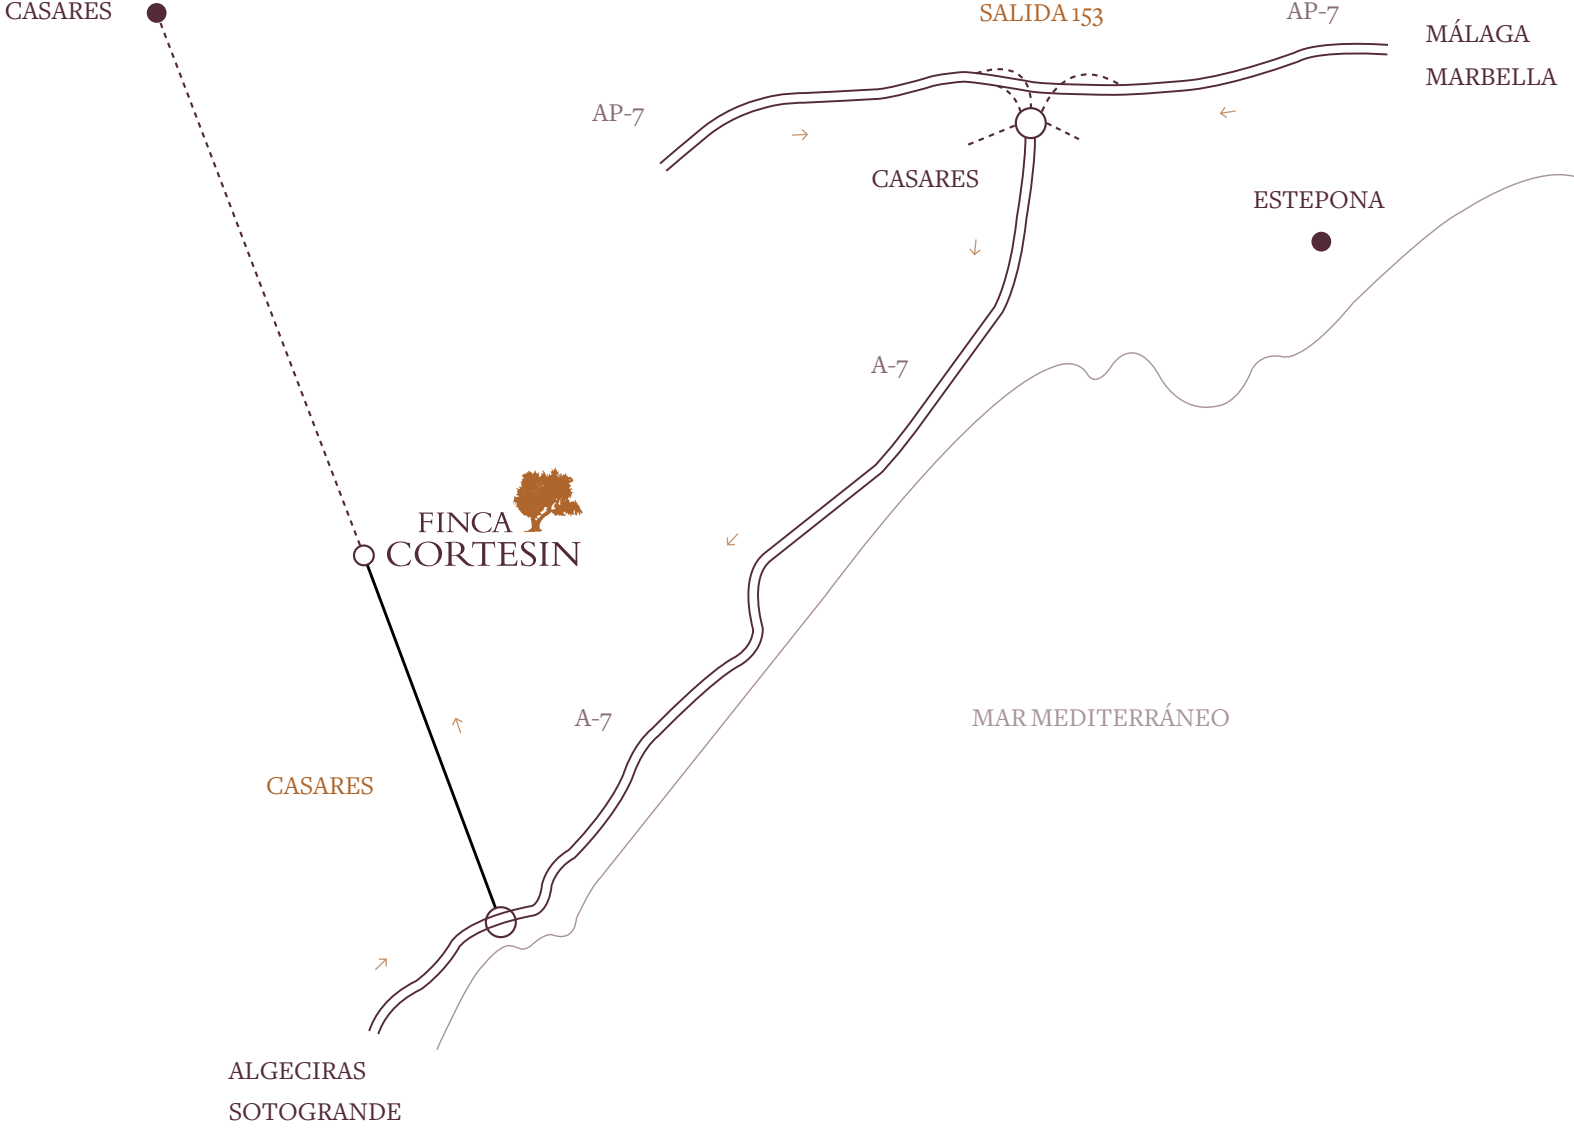 CASARES
SALIDA 153
AP-7
MÁLAGA
MARBELLA
AP-7
CASARES
ESTEPONA
A-7
FINCA
CORTESIN
A-7
MAR MEDITERRÁNEO
CASARES
ALGECIRAS
SOTOGRANDE